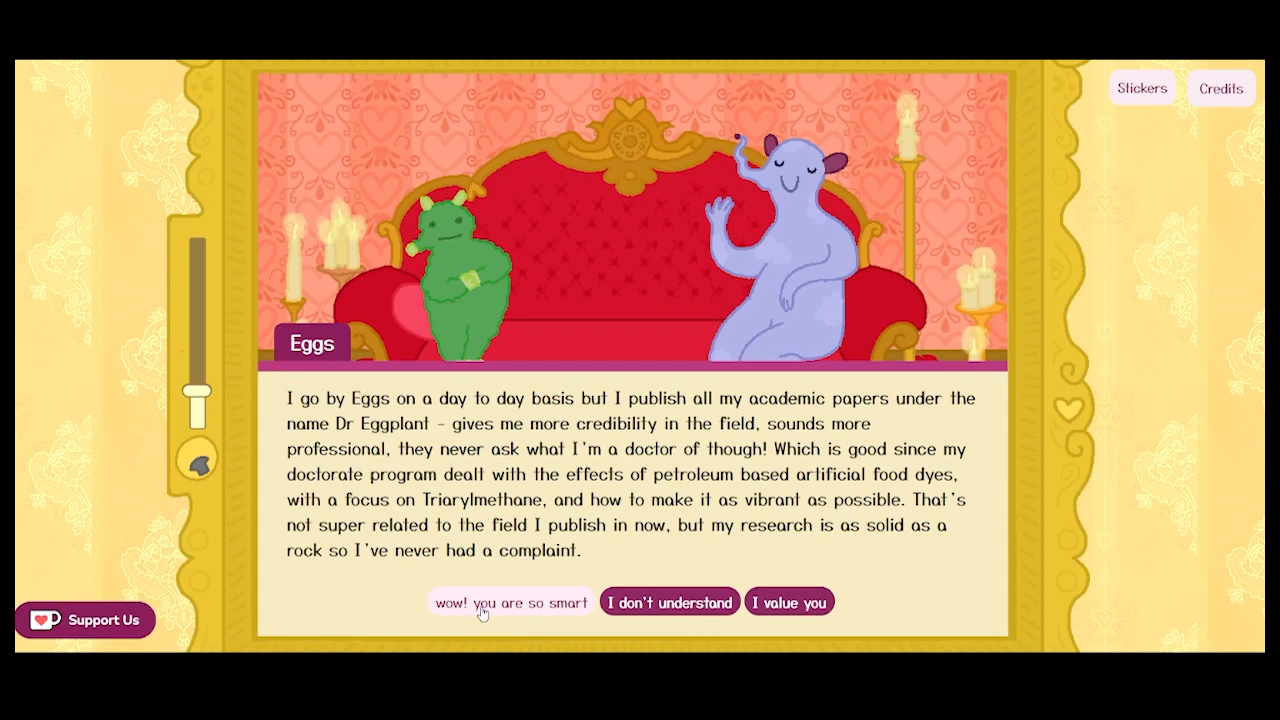 Stickers
Credits
Eggs
I go by Eggs on a day to day basis but I publish all my academic papers under the
name Dr Eggplant - gives me more credibility in the field, sounds more
professional, they never ask what I'm a doctor of though! Which is good since my
doctorate program dealt with the effects of petroleum based artificial food dyes,
with a focus on Triarylmethane, and how to make it as vibrant as possible. That's
not super related to the field I publish in now, but my research is as solid as a
rock so I've never had a complaint.
wow! you are so smart
I don't understand
I value you
Support Us